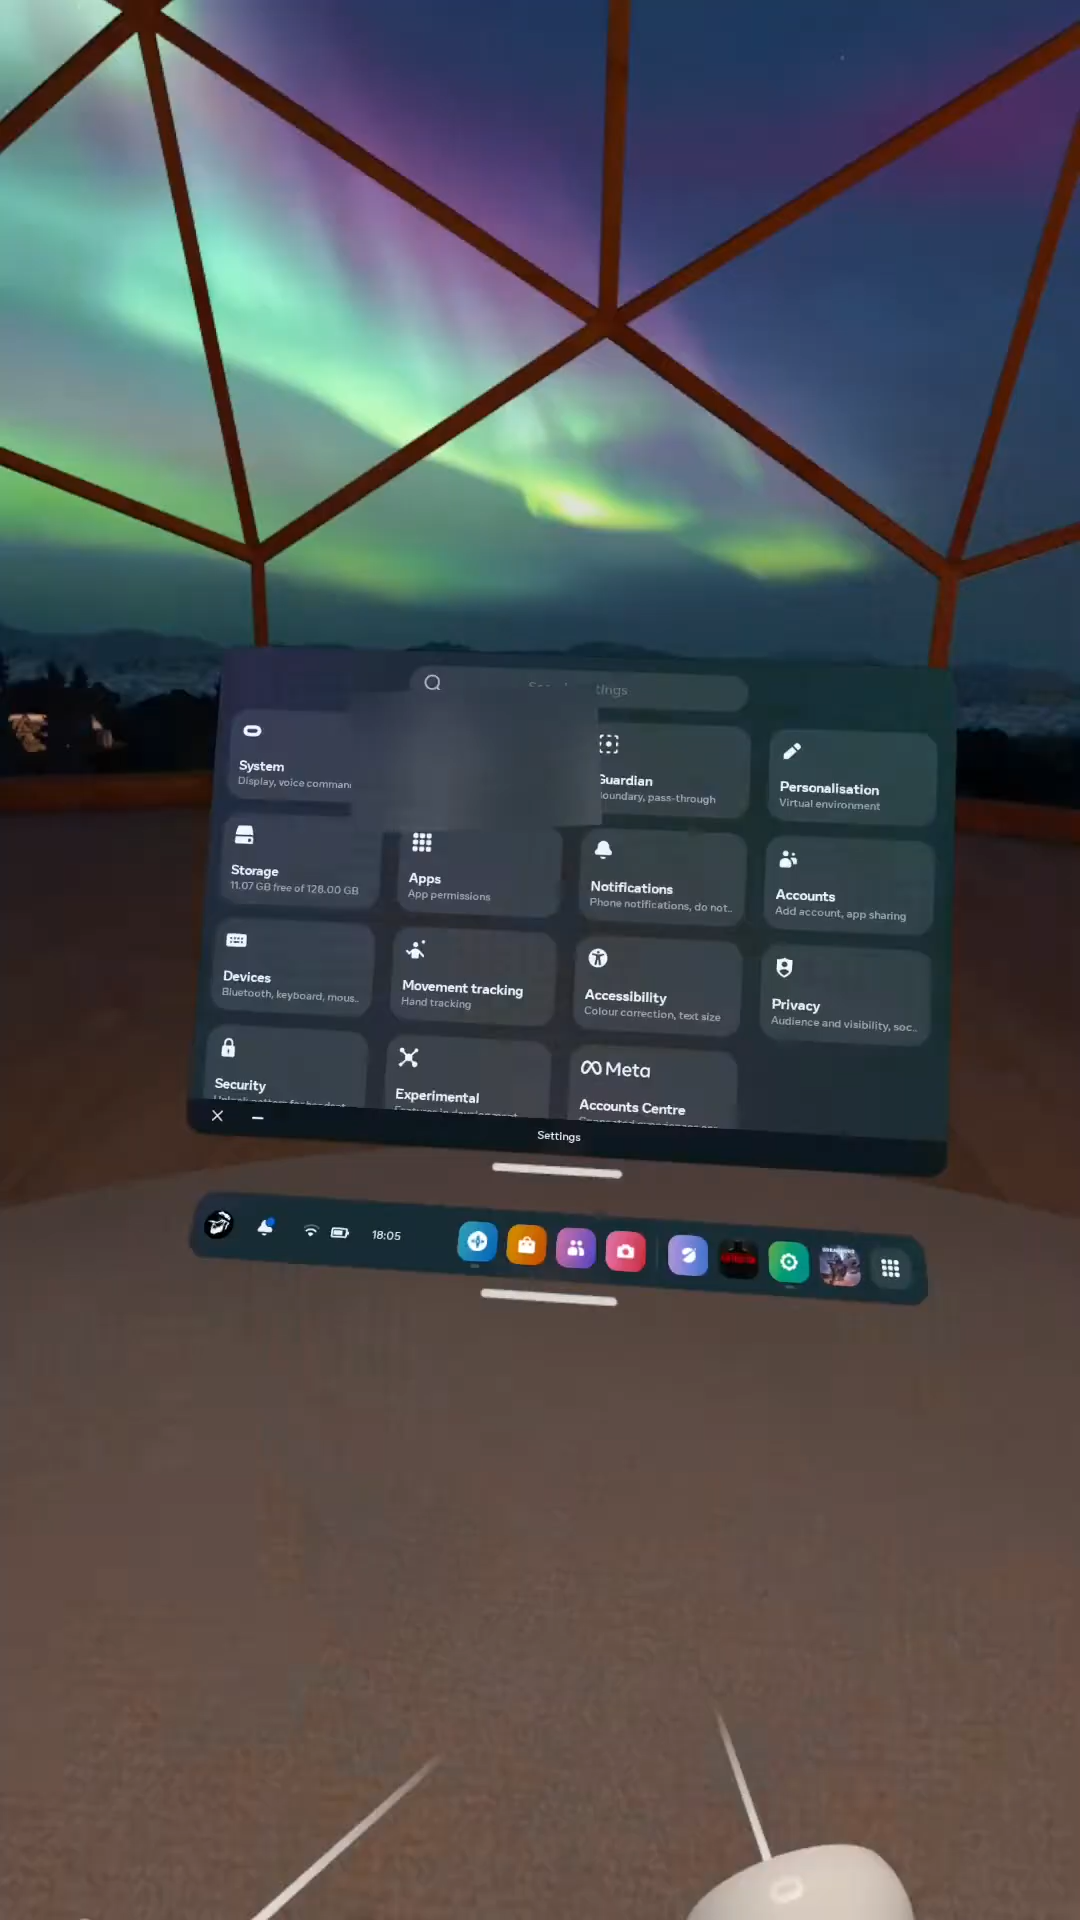 System
Display, voice comman
Guardian
oundary, pass-through
Personalisation
Virtual environment
Storage
11.07 GB free of 128.00 GB
Apps
App permissions
Notifications
Phone notifications, do not..
Accounts
Add account, app sharing
Devices
Bluetooth, keyboard, mous..
Movement tracking
Hand tracking
Accessibility
Colour correction, text size
Privacy
Audience and visibility, soc..
Security
Experimental
Meta
Accounts Centre
Settings
18:05